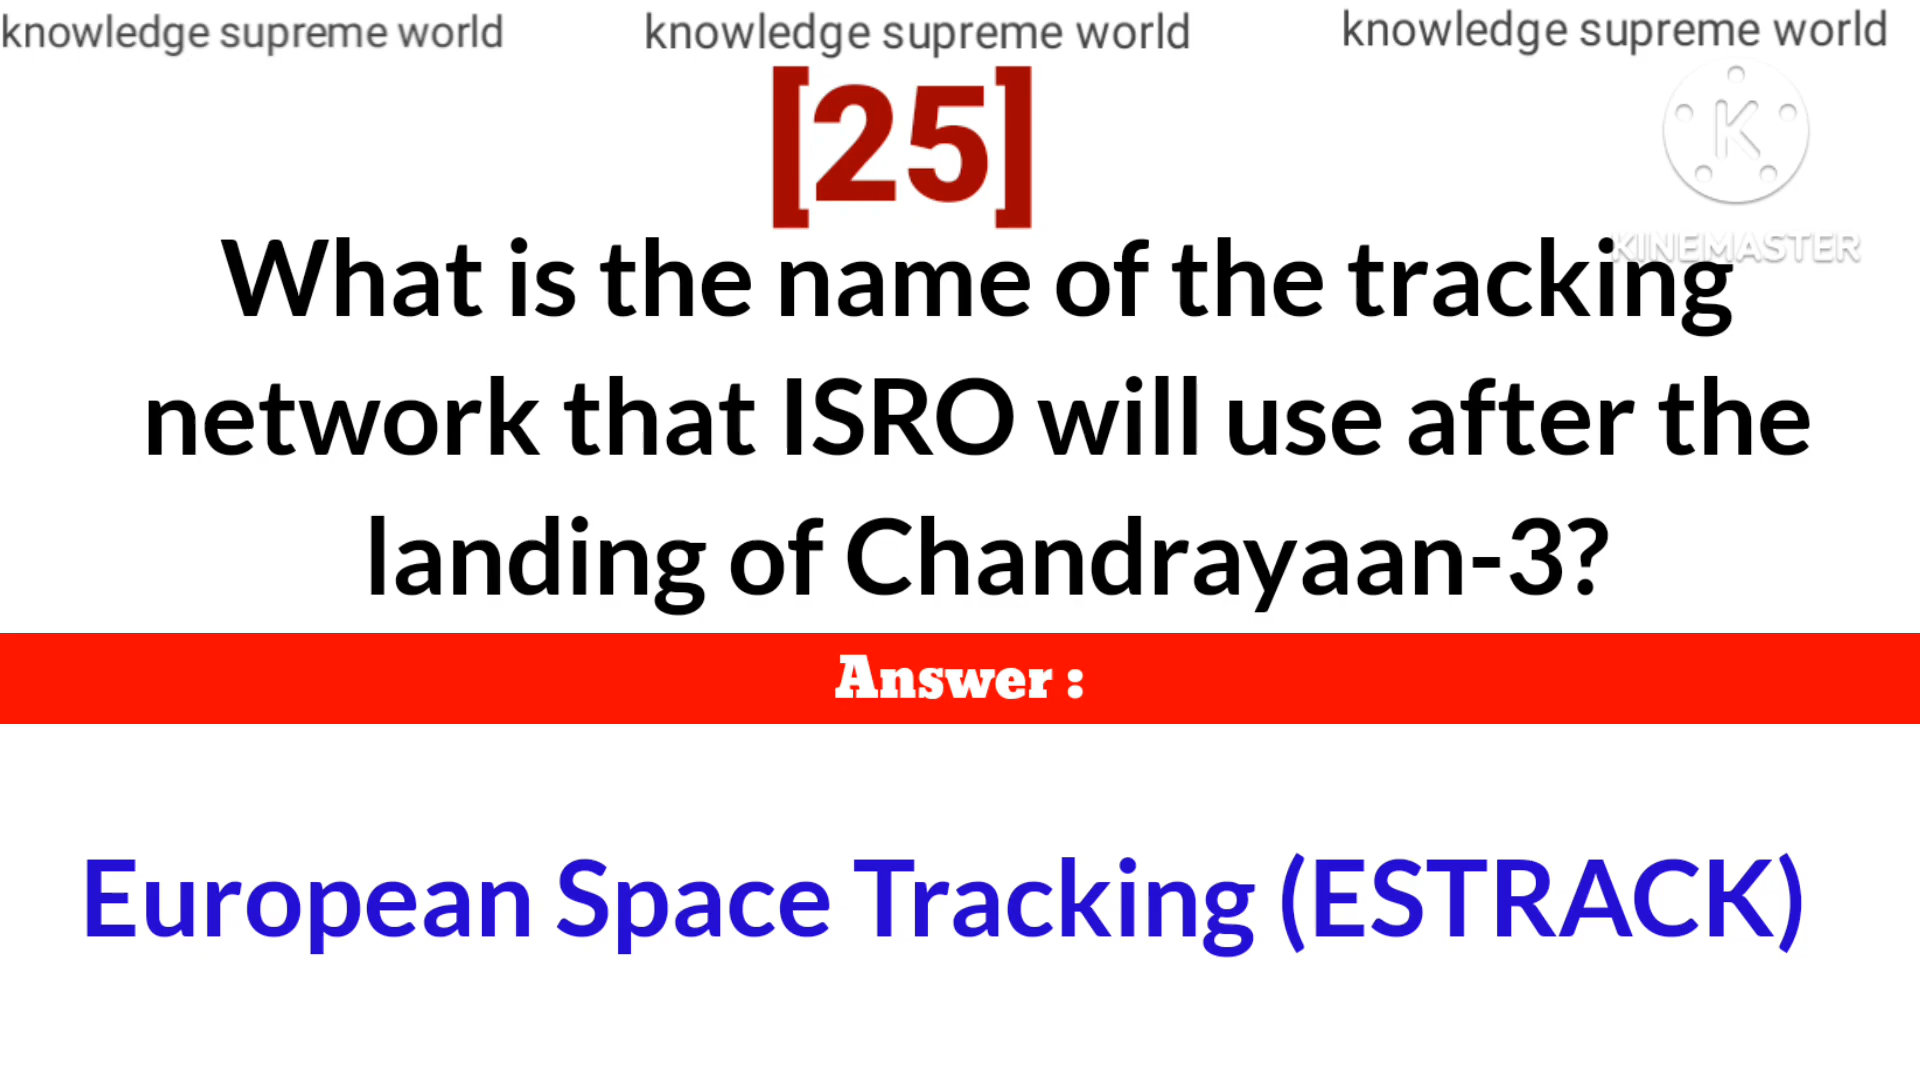 knowledge supreme world knowledge supreme world knowledge supreme world
[25]
K
KINEMASTER
What is the name of the tracking
network that ISRO will use after the
landing of Chandrayaan-3?
Answer :
European Space Tracking (ESTRACK)